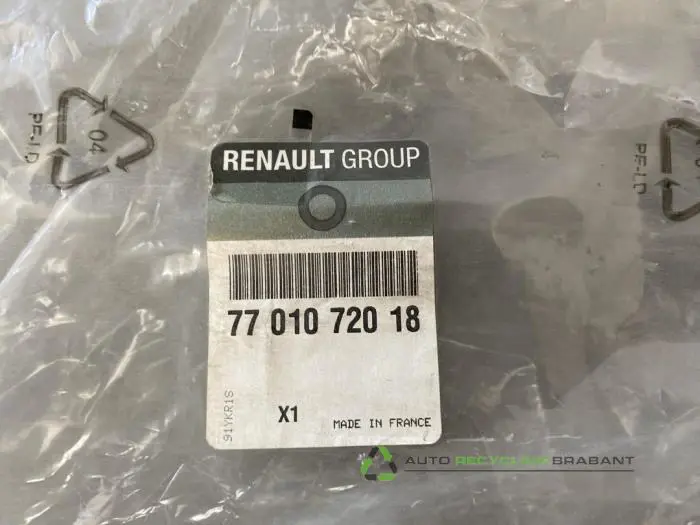 04
PE-LD
PE-LD
RENAULT GROUP
77 010 720 18
91YKR1S
X1
MADE IN FRANCE
AUTO RECYCLING BRABANT